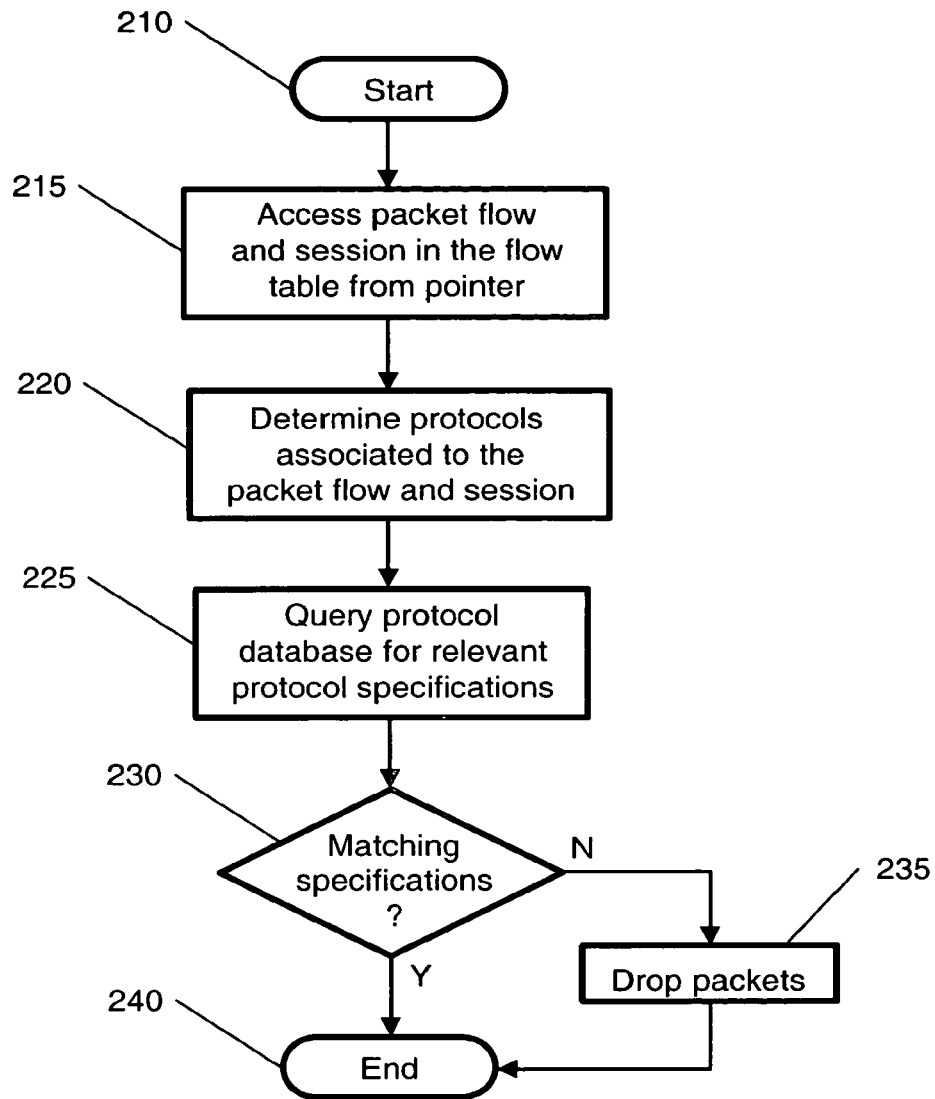 210
Start
215
Access packet flow
and session in the flow
table from pointer
220
Determine protocols
associated to the
packet flow and session
225
Query protocol
database for relevant
protocol specifications
230
Matching
specifications
?
N
235
Drop packets
Y
240
End